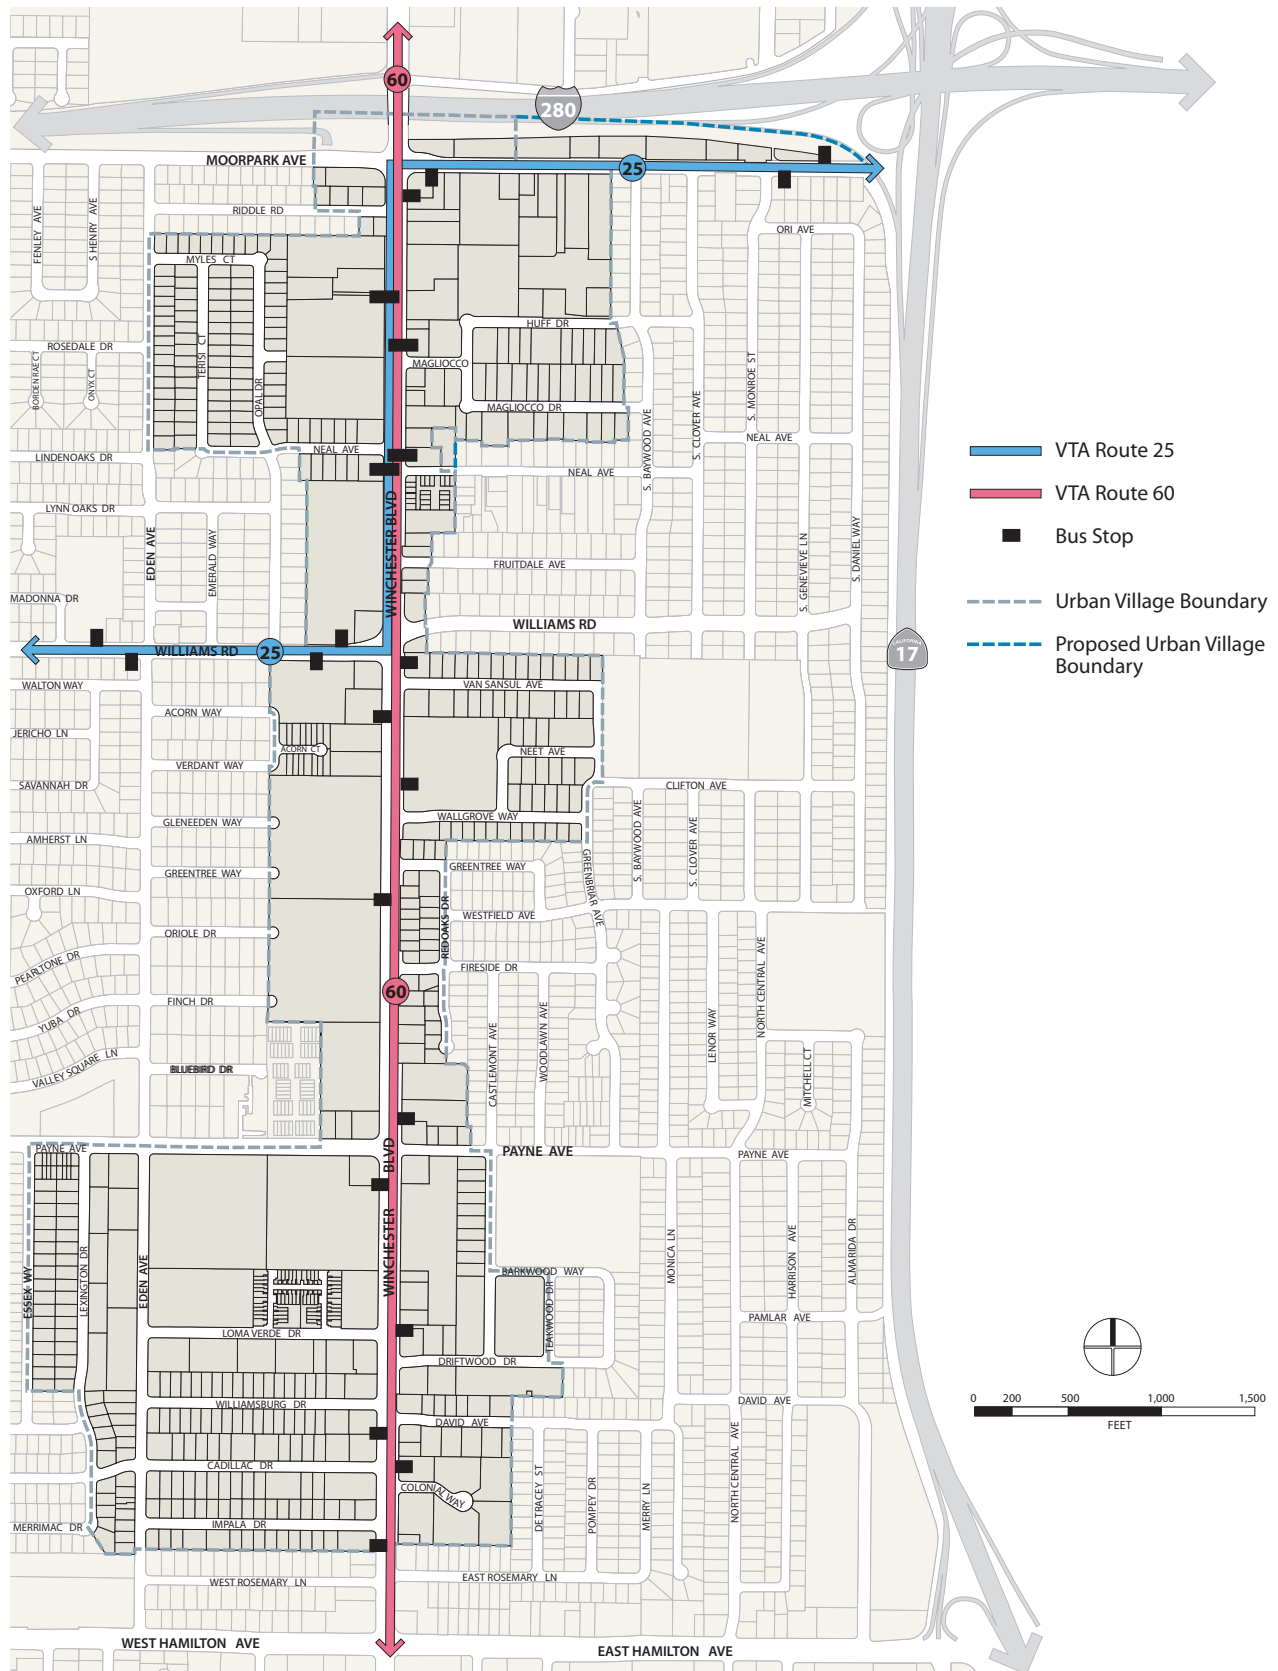 60
280
MOORPARK AVE
25
RIDDLE RD
FENLEY AVE
S HENRY AVE
ORI AVE
MYLES CT
HUFF DR
ROSEDALE DR
TERISI CT
MAGLIOCCO
BORDEN RAE CT
ONYX CT
OPAL DR
S. MONROE ST
MAGLIOCCO DR
S. CLOVER AVE
S. BAYWOOD AVE
NEAL AVE
NEAL AVE
LINDENOAKS DR
NEAL AVE
VTA Route 25
VTA Route 60
Bus Stop
Urban Village Boundary
Proposed Urban Village
Boundary
LYNN OAKS DR
EDEN AVE
EMERALD WAY
WINCHESTER BLVD
S. DANIEL WAY
S. GENEVIEVE LN
FRUITDALE AVE
MADONNA DR
WILLIAMS RD
WILLIAMS RD
25
CALIFORNIA
17
WALTON WAY
VAN SANSUL AVE
ACORN WAY
JERICHO LN
ACORN CT
NEET AVE
VERDANT WAY
SAVANNAH DR
CLIFTON AVE
GLENEEDEN WAY
WALLGROVE WAY
S. BAYWOOD AVE
S. CLOVER AVE
AMHERST LN
GREENTREE WAY
GREENTREE WAY
GREENBRIAR AVE
OXFORD LN
REDOAKS DR
WESTFIELD AVE
ORIOLE DR
NORTH CENTRAL AVE
PEARLTONE DR
FIRESIDE DR
60
FINCH DR
YUBA DR
CASTLEMONT AVE
WOODLAWN AVE
LENOR WAY
VALLEY SQUARE LN
BLUEBIRD DR
MITCHELL CT
PAYNE AVE
BLVD
PAYNE AVE
PAYNE AVE
WINCHESTER
ESSEX WY
LEXINGTON DR
EDEN AVE
MONICA LN
HARRISON AVE
ALMARIDA DR
BARKWOOD WAY
TEAKWOOD DR
PAMLAR AVE
LOMA VERDE DR
DRIFTWOOD DR
WILLIAMSBURG DR
DAVID AVE
DAVID AVE
0 200 500 1,000 1,500
FEET
CADILLAC DR
COLONIAL WAY
DETRACEY ST
POMPEY DR
MERRY LN
NORTH CENTRAL AVE
MERRIMAC DR
IMPALA DR
WEST ROSEMARY LN
EAST ROSEMARY LN
WEST HAMILTON AVE
EAST HAMILTON AVE